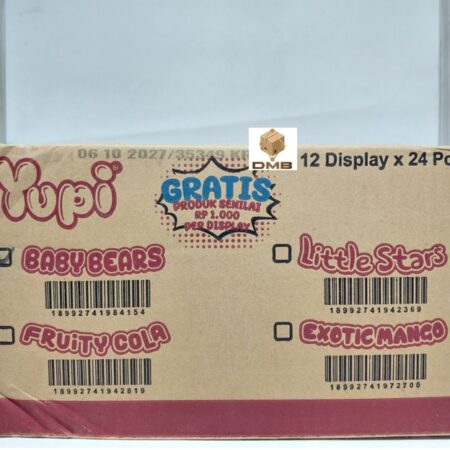 06 10 2027/35349
DMB
12 Display x 24
Yupi
GRATIS
PRODUK SENILAI
RP 1.000
PER DISPLAY
BABY BEARS
18992741984154
Little Stars
18992741942369
FRUITY COLA
18992741942819
EXOTIC MANGO
18992741972700